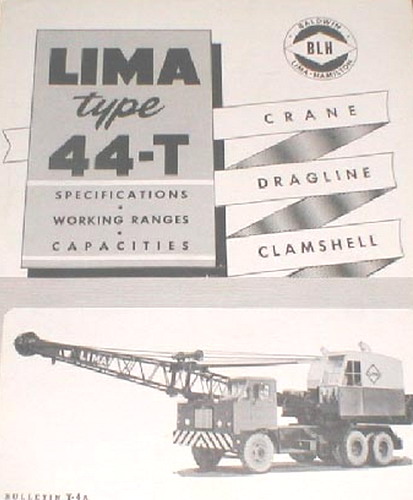 LIMA
type
44-T
SPECIFICATIONS
•
WORKING RANGES
•
CAPACITIES
BALDWIN
BLH
LIMA-HAMILTON
CRANE
DRAGLINE
CLAMSHELL
LIMA
BULLETIN T-4A